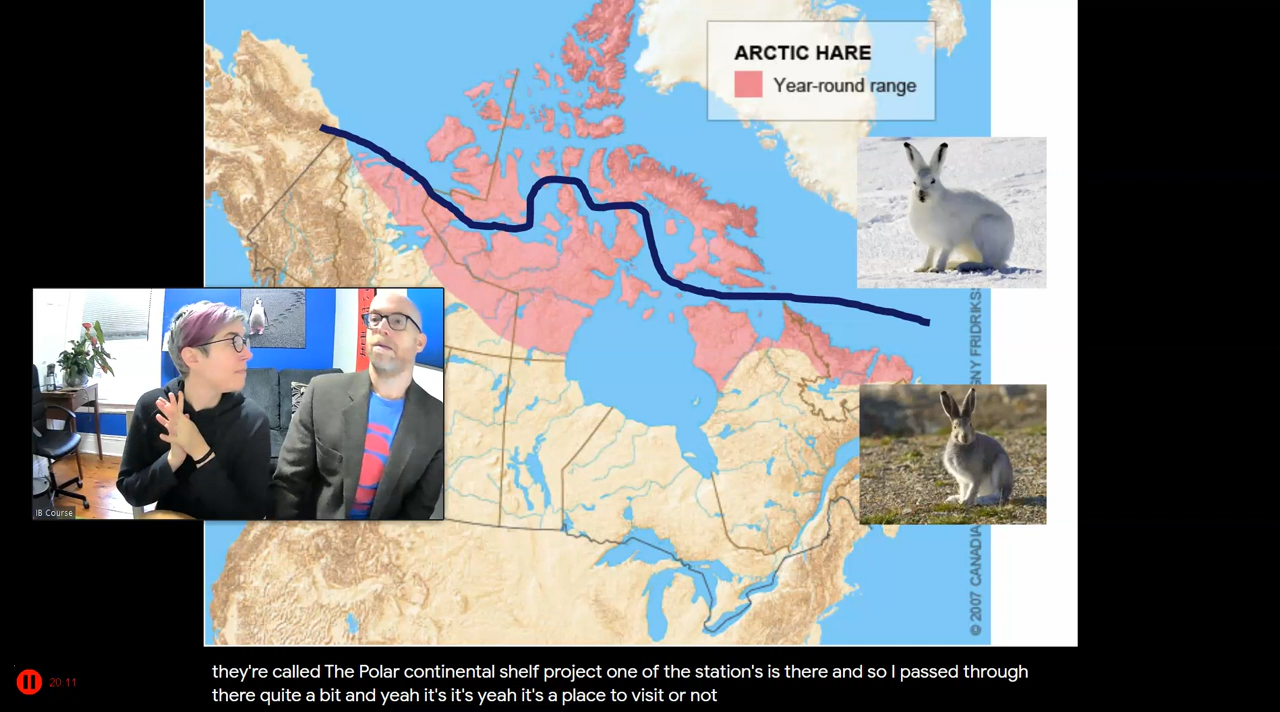 ARCTIC HARE
Year-round range
© 2007 CANADIA
SNY FRIDRIKS
IB Course
20:11
they're called The Polar continental shelf project one of the station's is there and so I passed through
there quite a bit and yeah it's it's yeah it's a place to visit or not